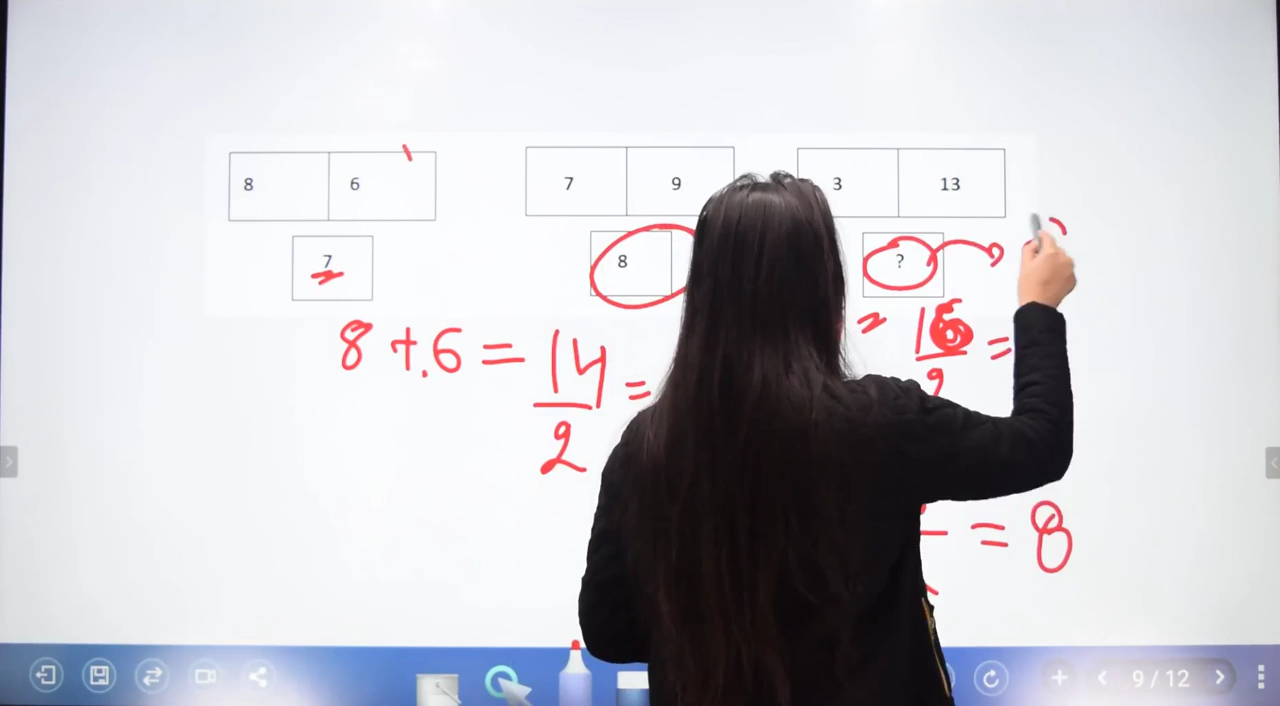 8 6 7 9 3 13
7 8 ?
8 + 6 = 14/2 =
= 16/2 =
= 8
9 / 12